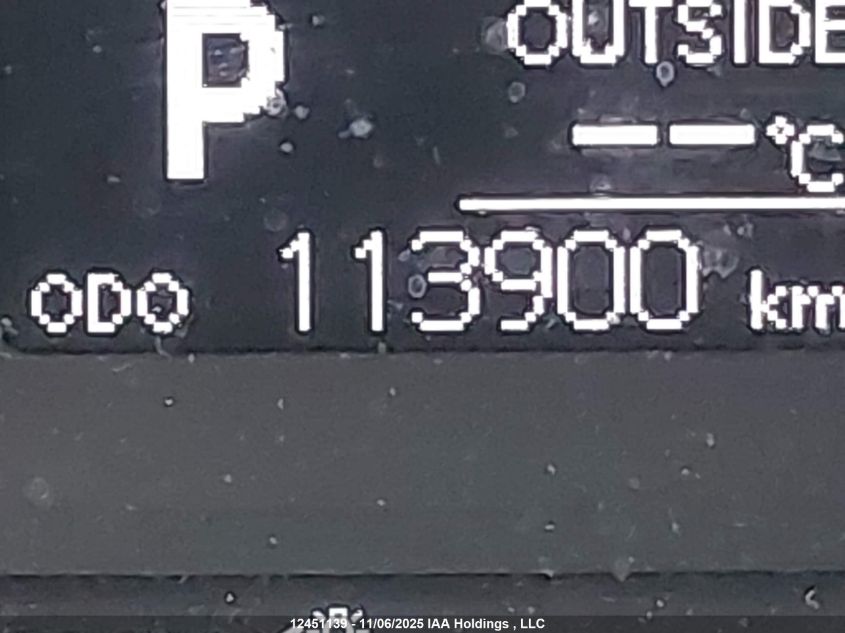 P
OUTSIDE
-- °C
ODO 113900 km
12451139 - 11/06/2025 IAA Holdings , LLC